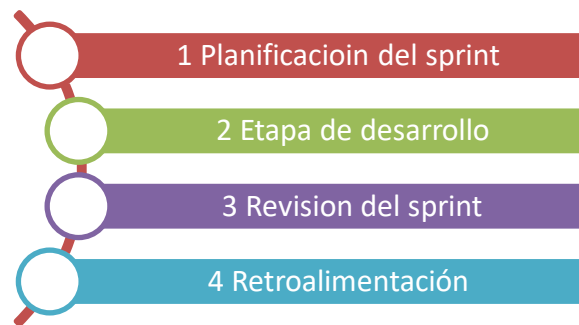 1 Planificacioin del sprint
2 Etapa de desarrollo
3 Revision del sprint
4 Retroalimentación